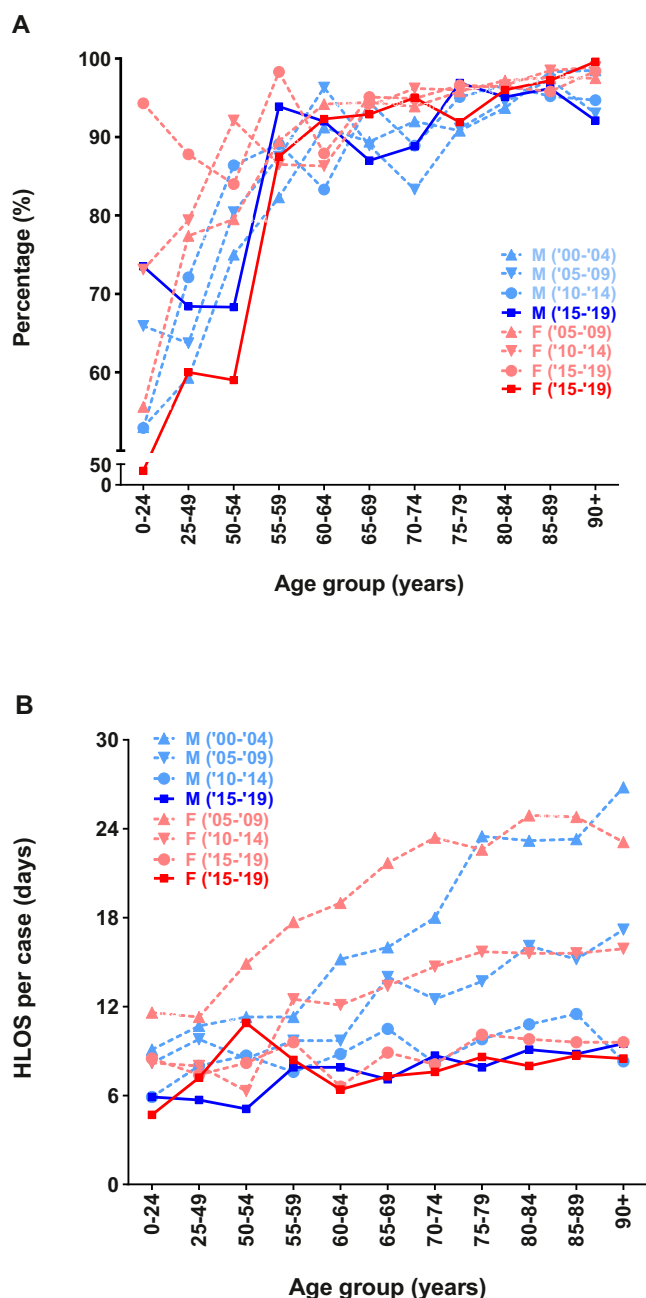 A
100
90
80
70
60
50
0
Percentage (%)
M ('00-'04)
M ('05-'09)
M ('10-'14)
M ('15-'19)
F ('05-'09)
F ('10-'14)
F ('15-'19)
F ('15-'19)
0-24
25-49
50-54
55-59
60-64
65-69
70-74
75-79
80-84
85-89
90+
Age group (years)
B
M ('00-'04)
M ('05-'09)
M ('10-'14)
M ('15-'19)
F ('05-'09)
F ('10-'14)
F ('15-'19)
F ('15-'19)
30
24
18
12
6
0
HLOS per case (days)
0-24
25-49
50-54
55-59
60-64
65-69
70-74
75-79
80-84
85-89
90+
Age group (years)